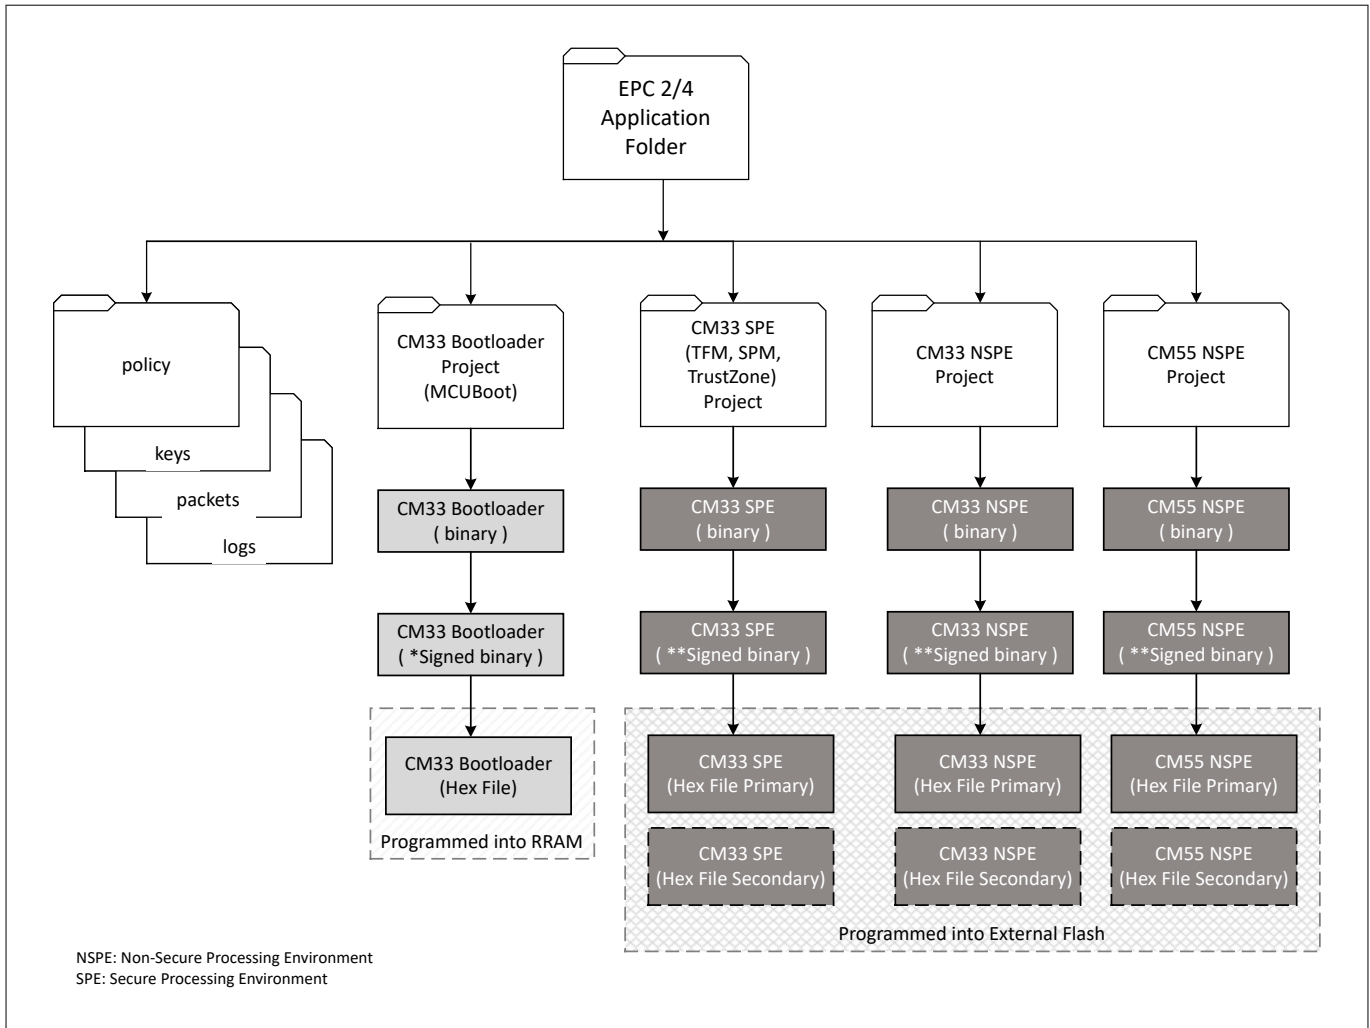 EPC 2/4
Application
Folder
policy
keys
packets
logs
CM33 Bootloader
Project
(MCUBoot)
CM33 SPE
(TFM, SPM,
TrustZone)
Project
CM33 NSPE
Project
CM55 NSPE
Project
CM33 Bootloader
( binary )
CM33 SPE
( binary )
CM33 NSPE
( binary )
CM55 NSPE
( binary )
CM33 Bootloader
( *Signed binary )
CM33 SPE
( **Signed binary )
CM33 NSPE
( **Signed binary )
CM55 NSPE
( **Signed binary )
CM33 Bootloader
(Hex File)
Programmed into RRAM
CM33 SPE
(Hex File Primary)
CM33 NSPE
(Hex File Primary)
CM55 NSPE
(Hex File Primary)
CM33 SPE
(Hex File Secondary)
CM33 NSPE
(Hex File Secondary)
CM55 NSPE
(Hex File Secondary)
Programmed into External Flash
NSPE: Non-Secure Processing Environment
SPE: Secure Processing Environment